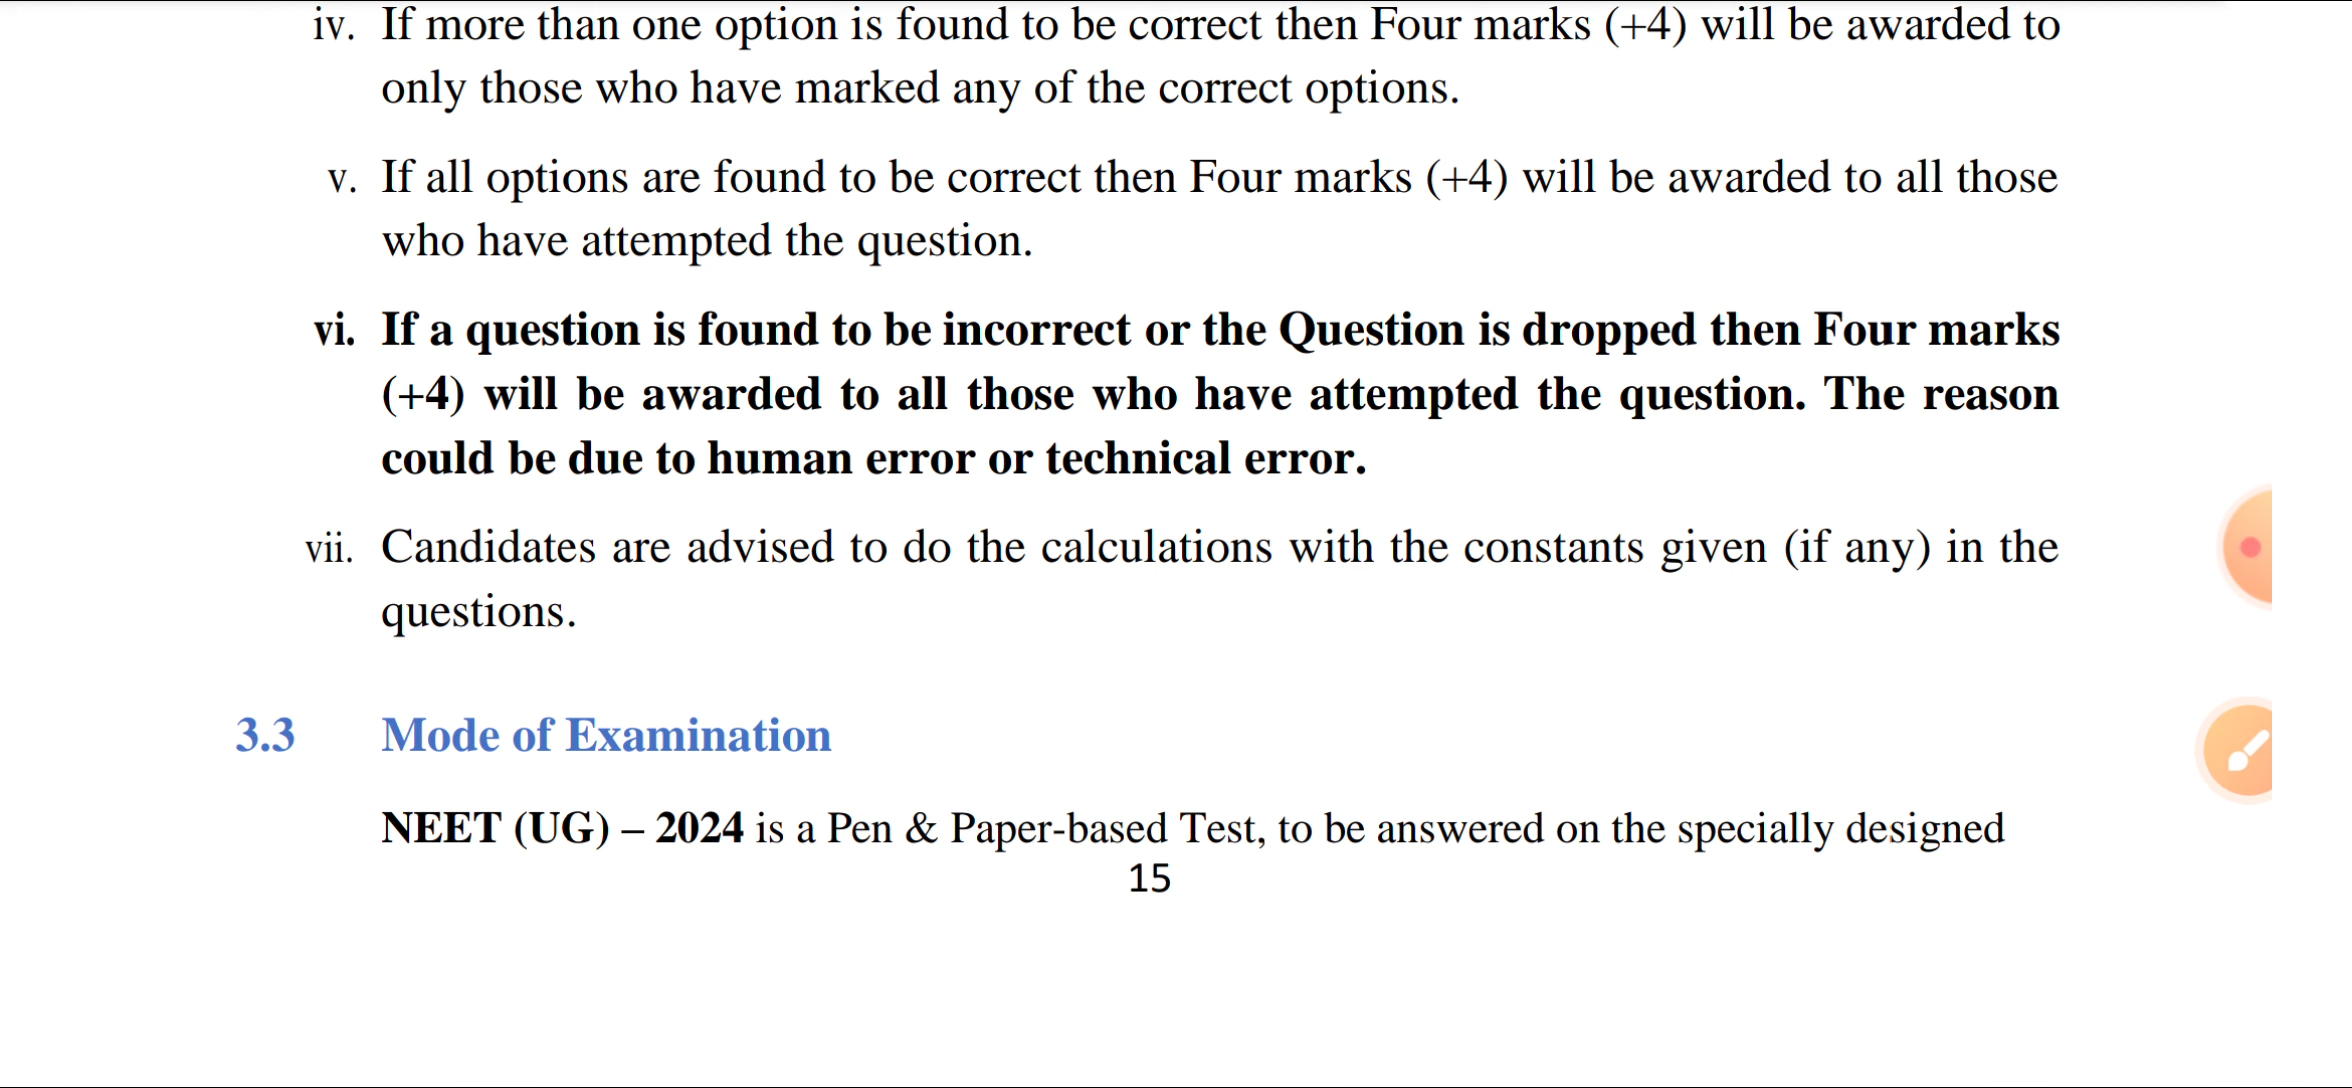 iv. If more than one option is found to be correct then Four marks (+4) will be awarded to
only those who have marked any of the correct options.
v. If all options are found to be correct then Four marks (+4) will be awarded to all those
who have attempted the question.
vi. If a question is found to be incorrect or the Question is dropped then Four marks
(+4) will be awarded to all those who have attempted the question. The reason
could be due to human error or technical error.
vii. Candidates are advised to do the calculations with the constants given (if any) in the
questions.
3.3 Mode of Examination
NEET (UG) – 2024 is a Pen & Paper-based Test, to be answered on the specially designed
15